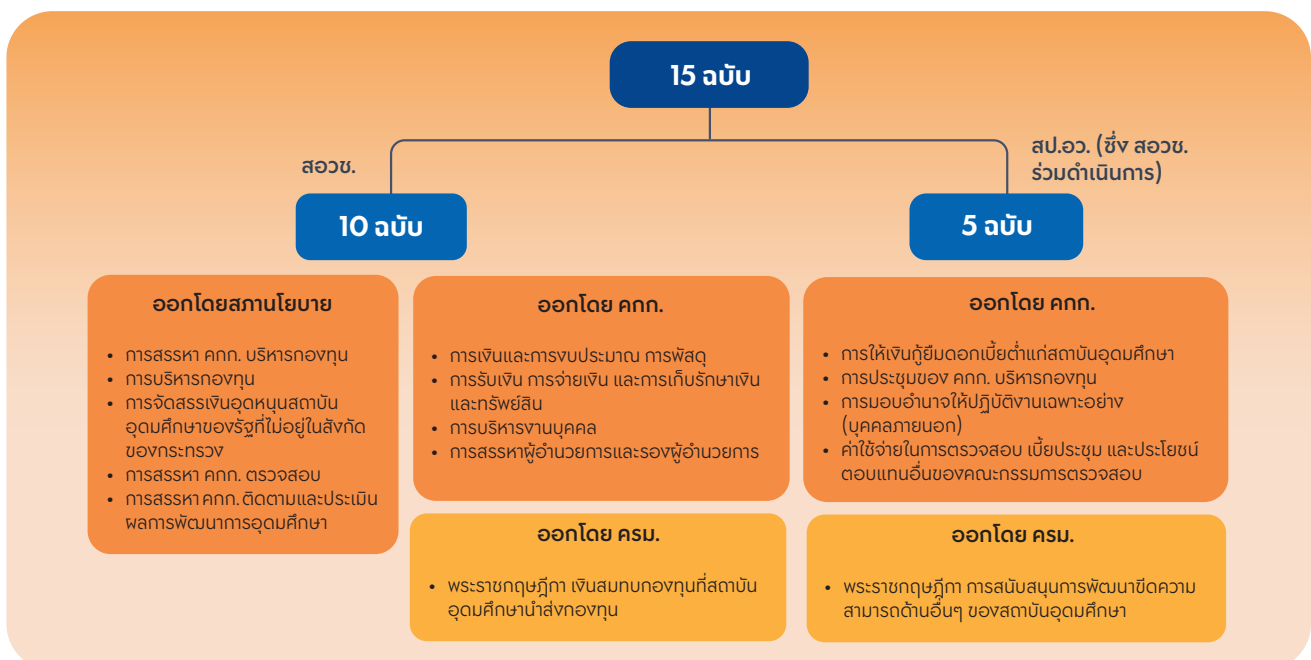 15 ฉบับ
สอวช.
สป.อว. (ซึ่ง สอวช.
ร่วมดำเนินการ)
10 ฉบับ
5 ฉบับ
ออกโดยสภานโยบาย
• การสรรหา คกก. บริหารกองทุน
• การบริหารกองทุน
• การจัดสรรเงินอุดหนุนสถาบัน
อุดมศึกษาของรัฐที่ไม่อยู่ในสังกัด
ของกระทรวง
• การสรรหา คกก. ตรวจสอบ
• การสรรหา คกก. ติดตามและประเมิน
ผลการพัฒนาการอุดมศึกษา
ออกโดย คกก.
• การเงินและการงบประมาณ การพัสดุ
• การรับเงิน การจ่ายเงิน และการเก็บรักษาเงิน
และทรัพย์สิน
• การบริหารงานบุคคล
• การสรรหาผู้อำนวยการและรองผู้อำนวยการ
ออกโดย ครม.
• พระราชกฤษฎีกา เงินสมทบกองทุนที่สถาบัน
อุดมศึกษานำส่งกองทุน
ออกโดย คกก.
• การให้เงินกู้ยืมดอกเบี้ยต่ำแก่สถาบันอุดมศึกษา
• การประชุมของ คกก. บริหารกองทุน
• การมอบอำนาจให้ปฏิบัติงานเฉพาะอย่าง
(บุคคลภายนอก)
• ค่าใช้จ่ายในการตรวจสอบ เบี้ยประชุม และประโยชน์
ตอบแทนอื่นของคณะกรรมการตรวจสอบ
ออกโดย ครม.
• พระราชกฤษฎีกา การสนับสนุนการพัฒนาขีดความ
สามารถด้านอื่นๆ ของสถาบันอุดมศึกษา